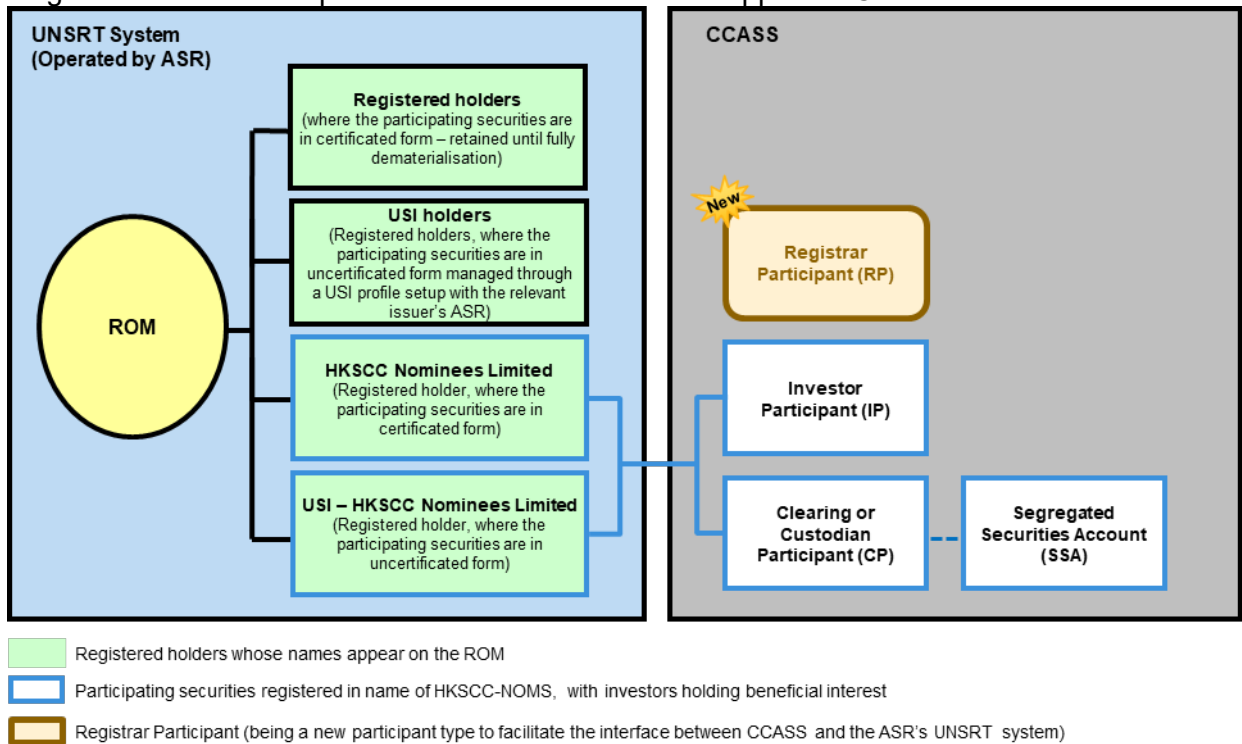 UNSRT System
(Operated by ASR)
Registered holders
(where the participating securities are
in certificated form – retained until fully
dematerialisation)
USI holders
(Registered holders, where the
participating securities are in
uncertificated form managed through
a USI profile setup with the relevant
issuer's ASR)
ROM
HKSCC Nominees Limited
(Registered holder, where the
participating securities are in
certificated form)
USI – HKSCC Nominees Limited
(Registered holder, where the
participating securities are in
uncertificated form)
CCASS
New
Registrar
Participant (RP)
Investor
Participant (IP)
Clearing or
Custodian
Participant (CP)
Segregated
Securities Account
(SSA)
Registered holders whose names appear on the ROM
Participating securities registered in name of HKSCC-NOMS, with investors holding beneficial interest
Registrar Participant (being a new participant type to facilitate the interface between CCASS and the ASR's UNSRT system)